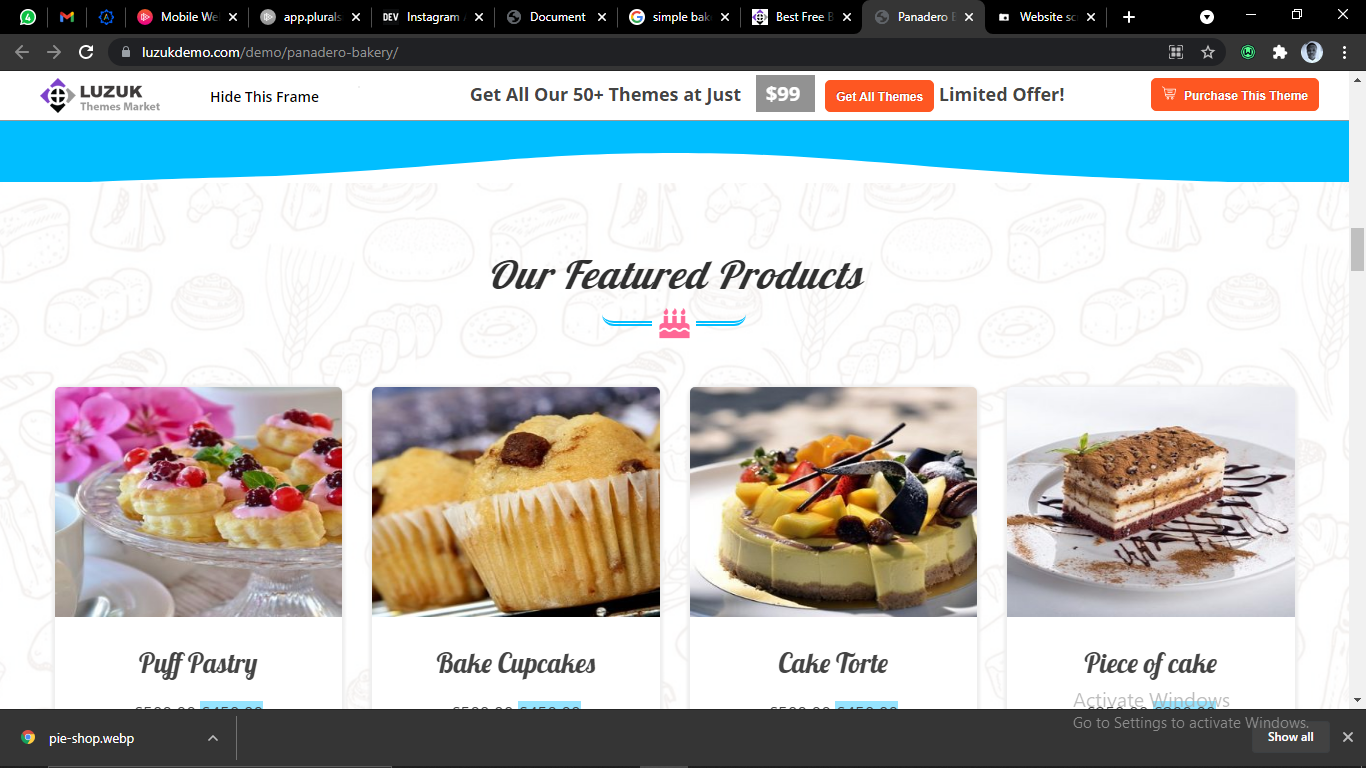 4
Mobile We
app.plurals
DEV Instagram
Document
simple bak
Best Free B
Panadero B
Website sc
luzukdemo.com/demo/panadero-bakery/
LUZUK
Themes Market
Hide This Frame
Get All Our 50+ Themes at Just $99 Get All Themes Limited Offer!
Purchase This Theme
Our Featured Products
Puff Pastry
Bake Cupcakes
Cake Torte
Piece of cake
Activate Windows
Go to Settings to activate Windows.
pie-shop.webp
Show all